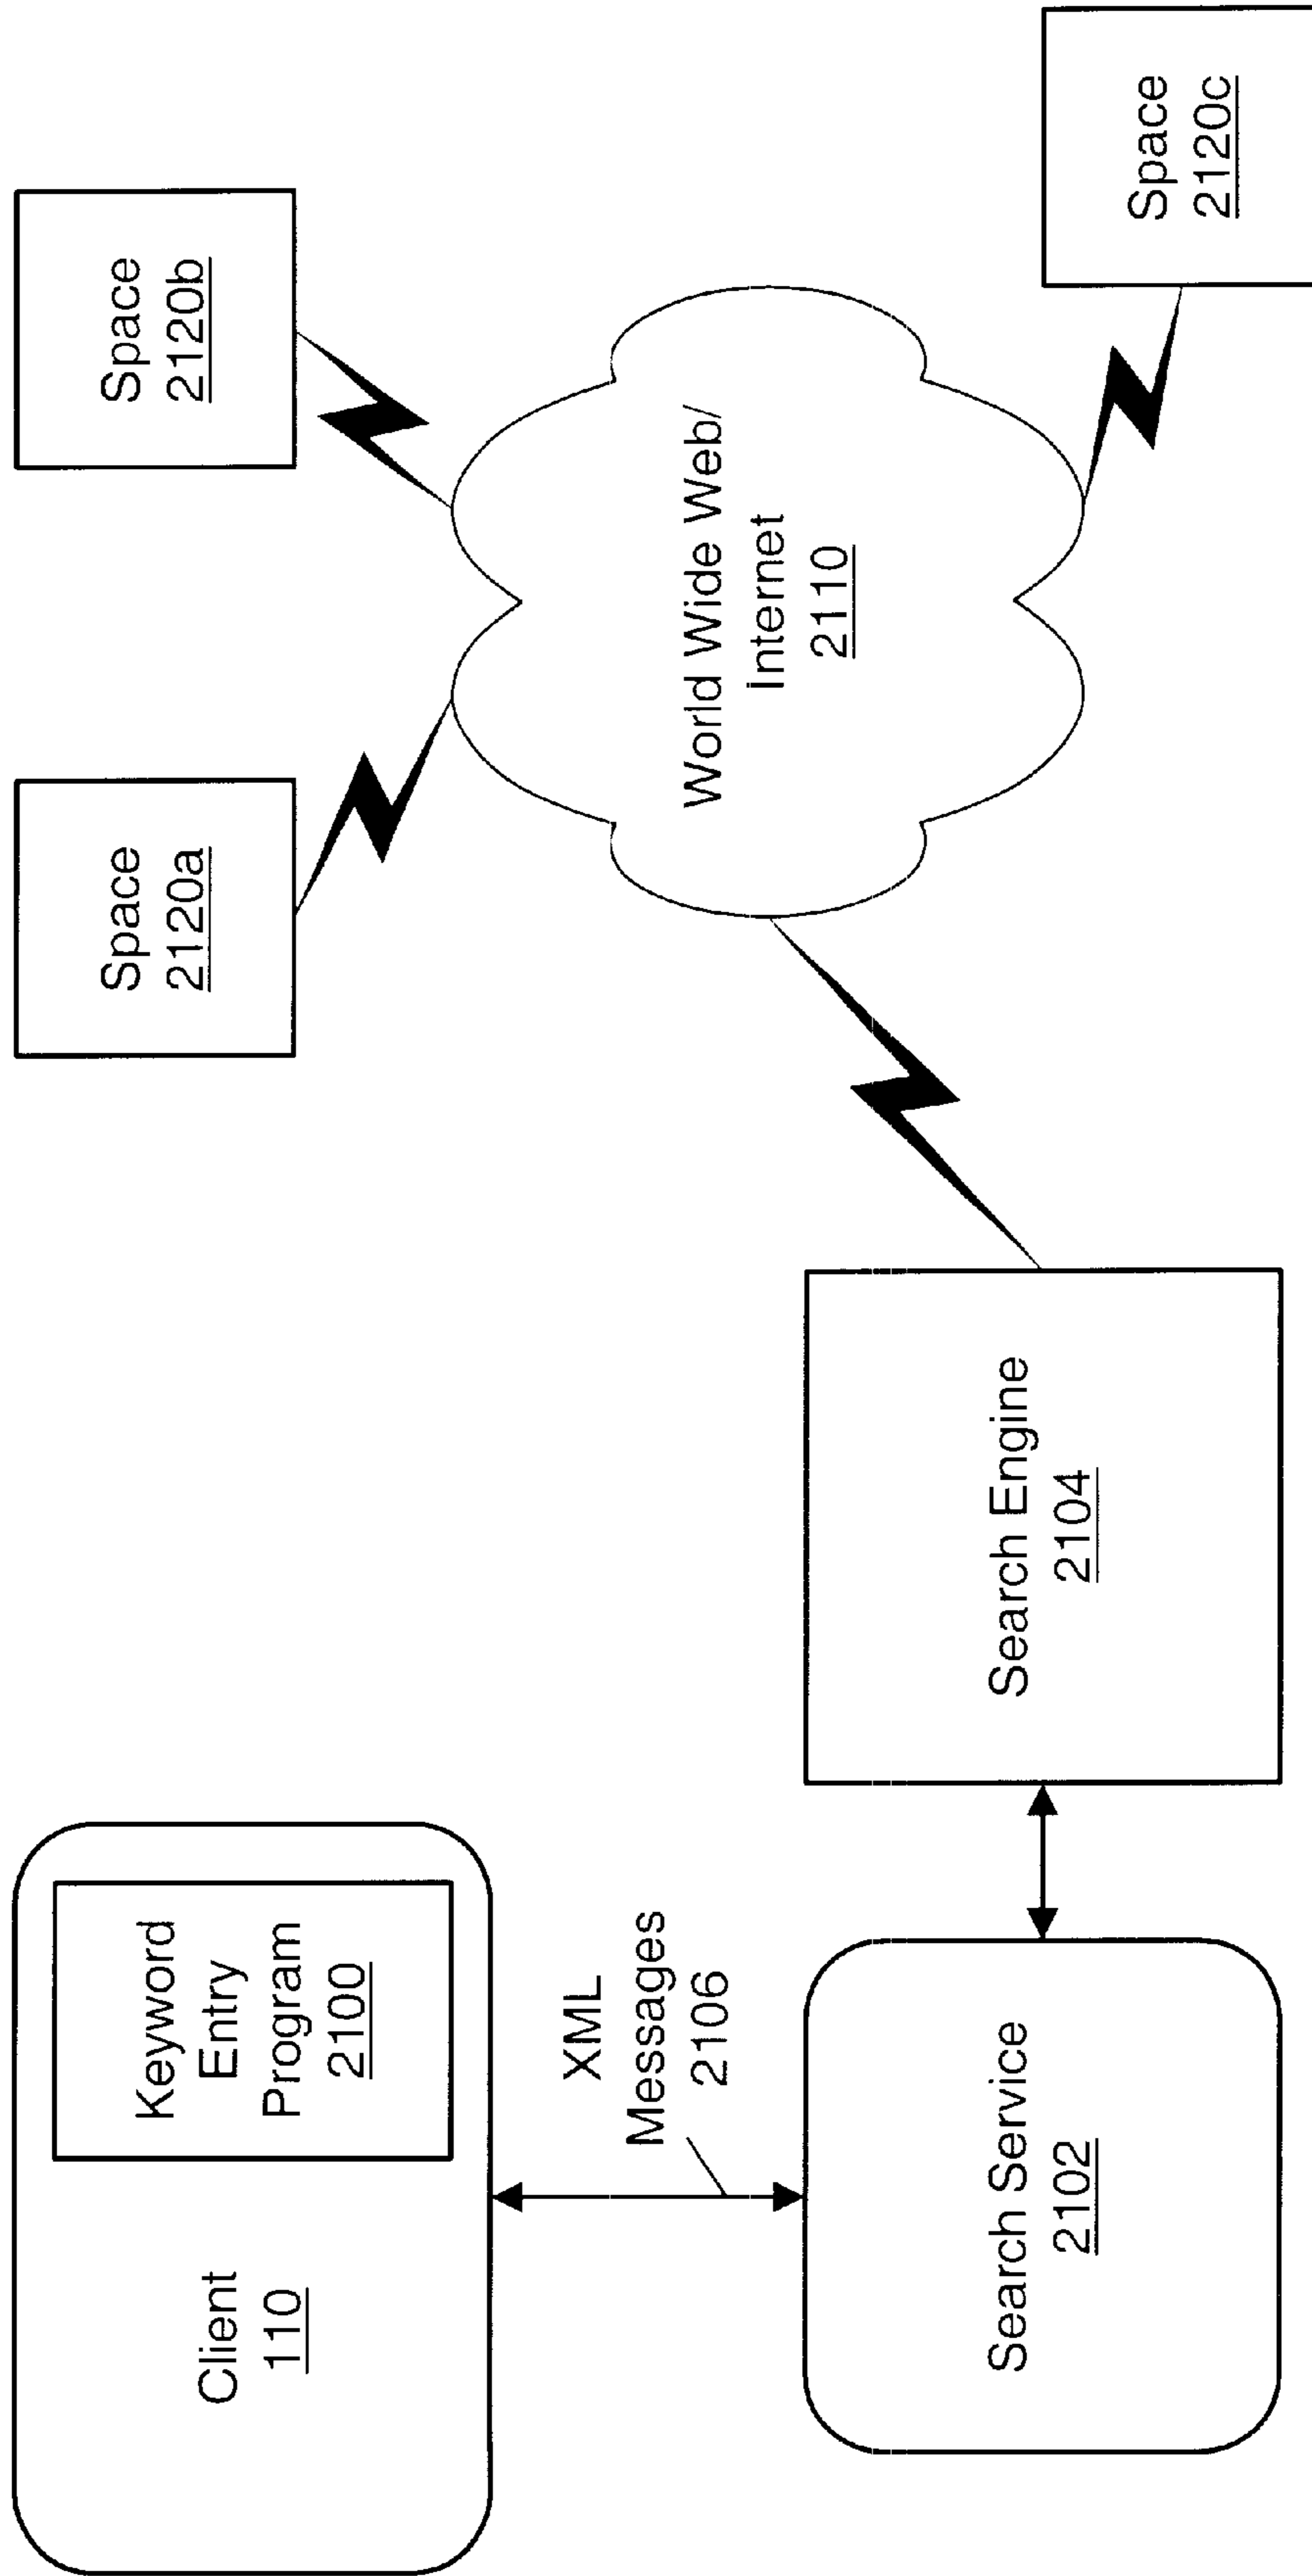 Client
110
Keyword
Entry
Program
2100
XML
Messages
2106
Search Service
2102
Search Engine
2104
World Wide Web/
Internet
2110
Space
2120a
Space
2120b
Space
2120c